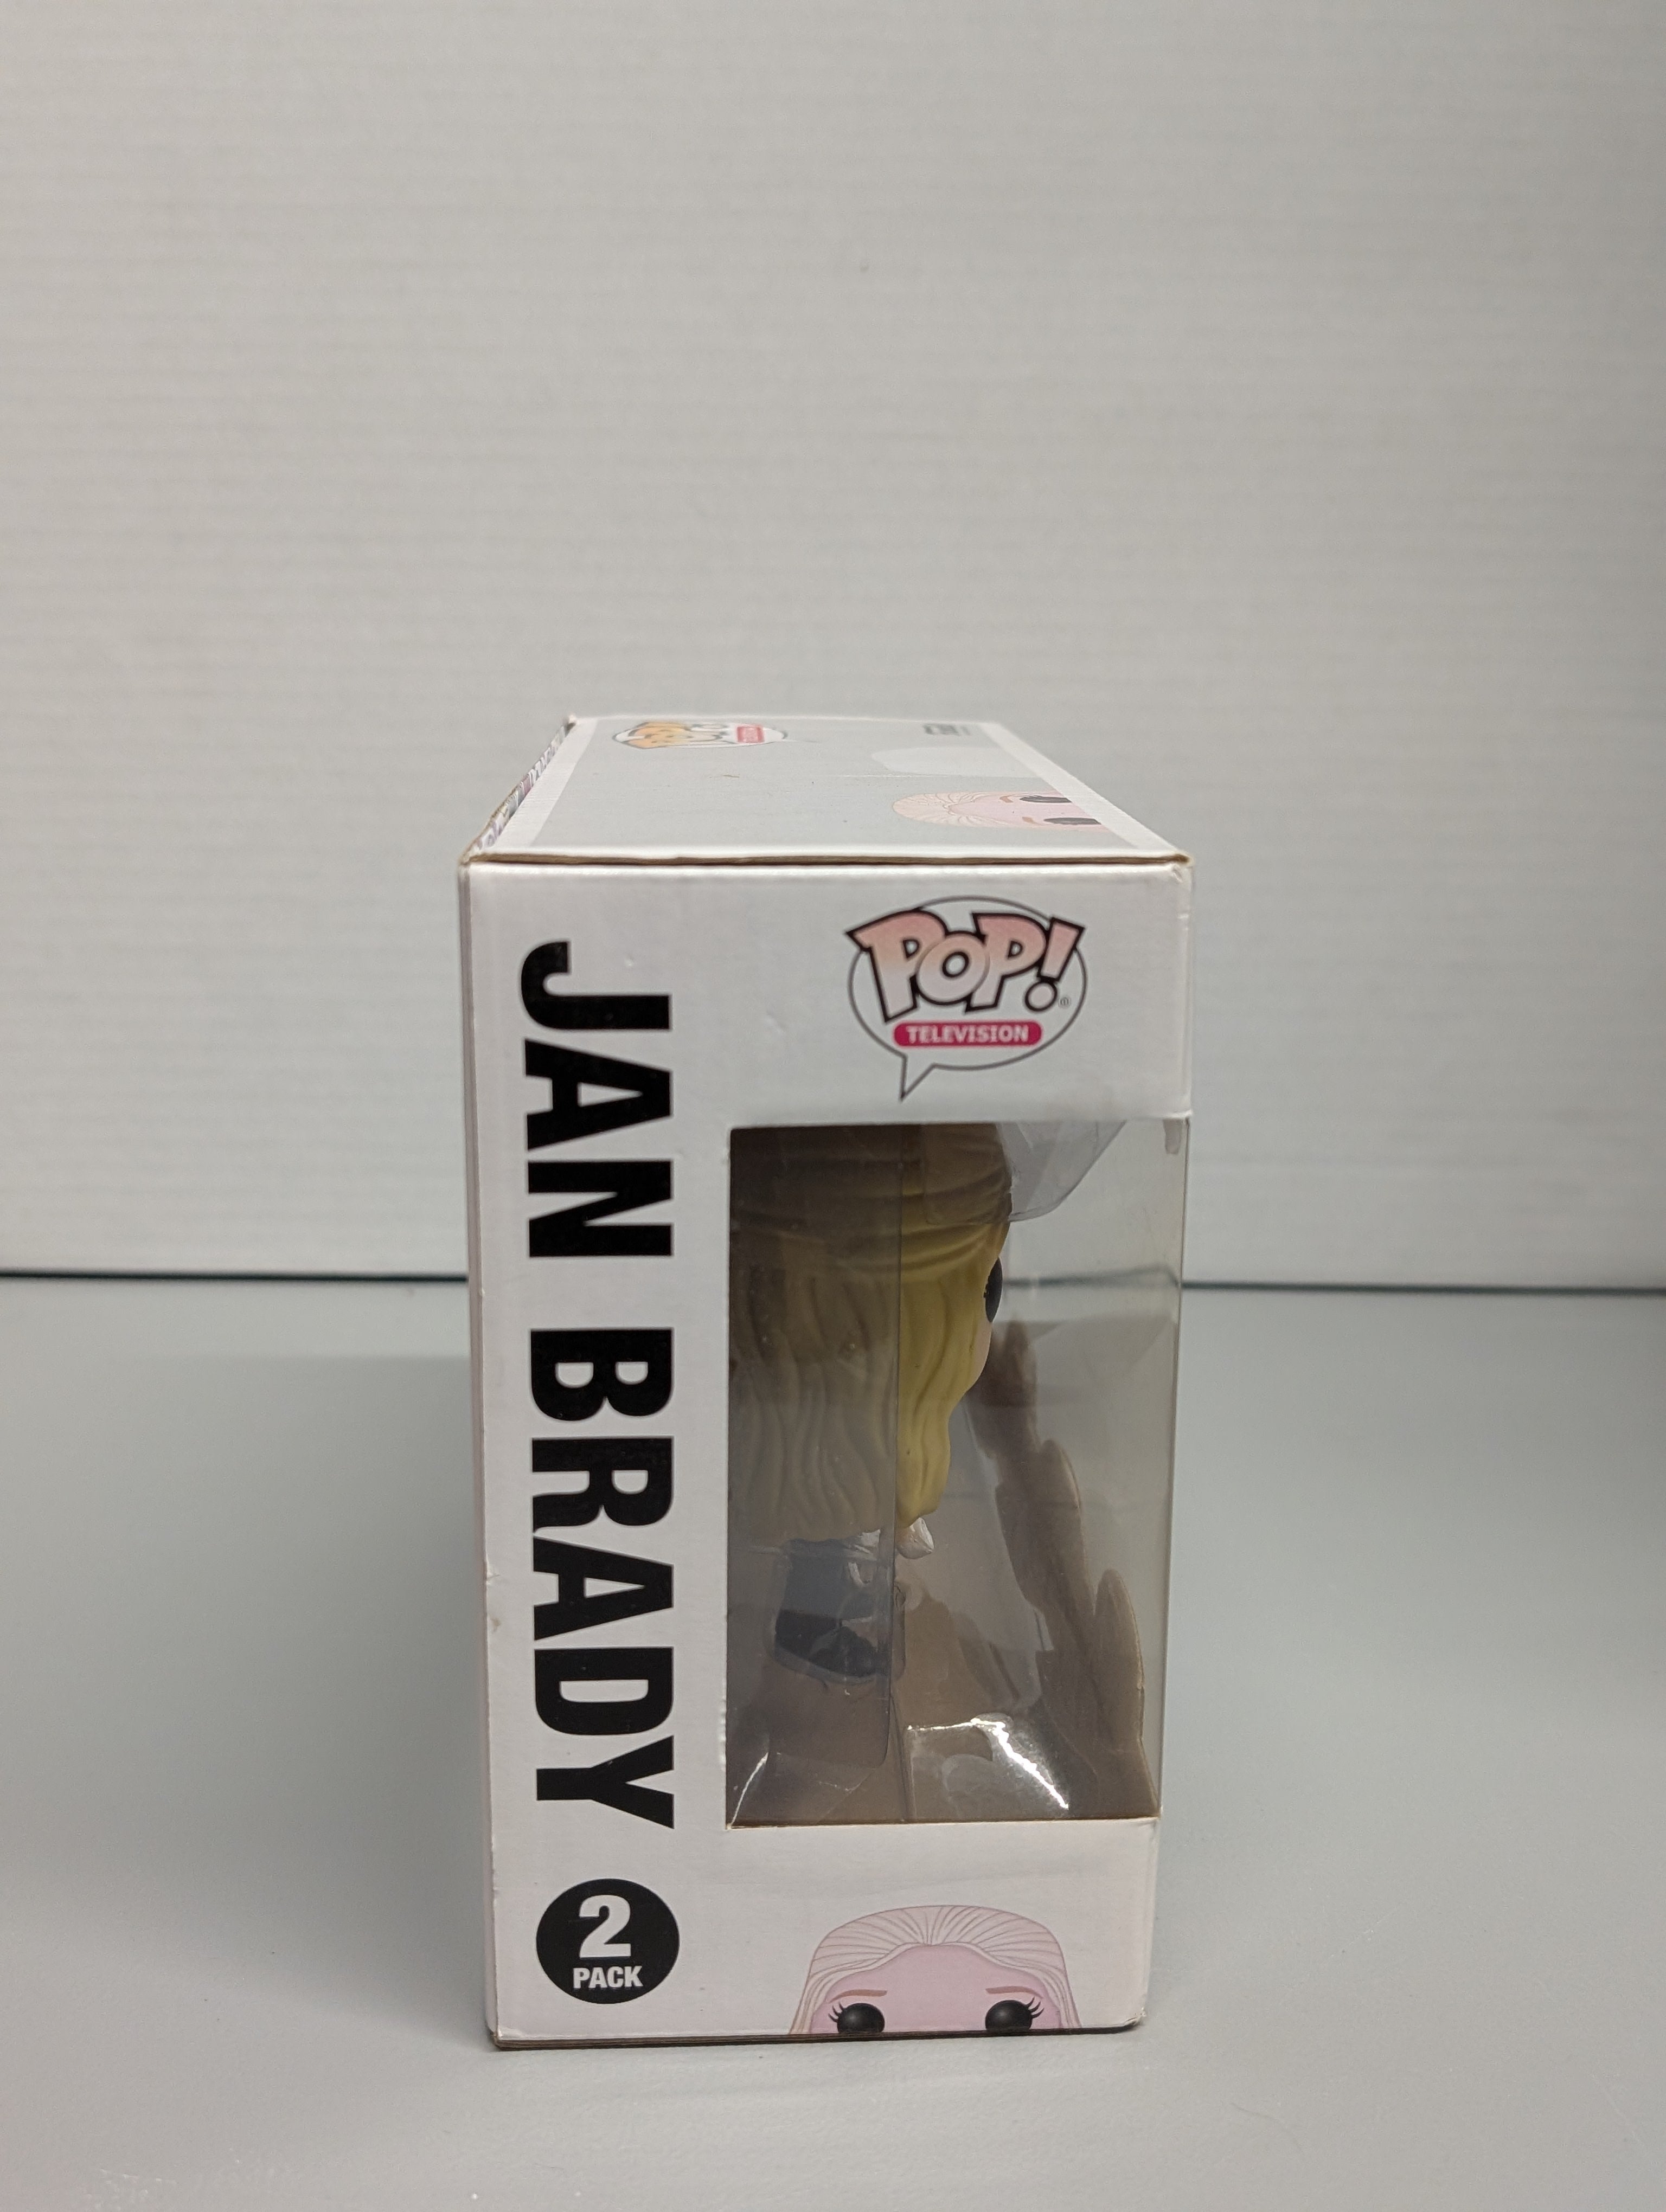 POP!
TELEVISION
JAN BRADY
2
PACK